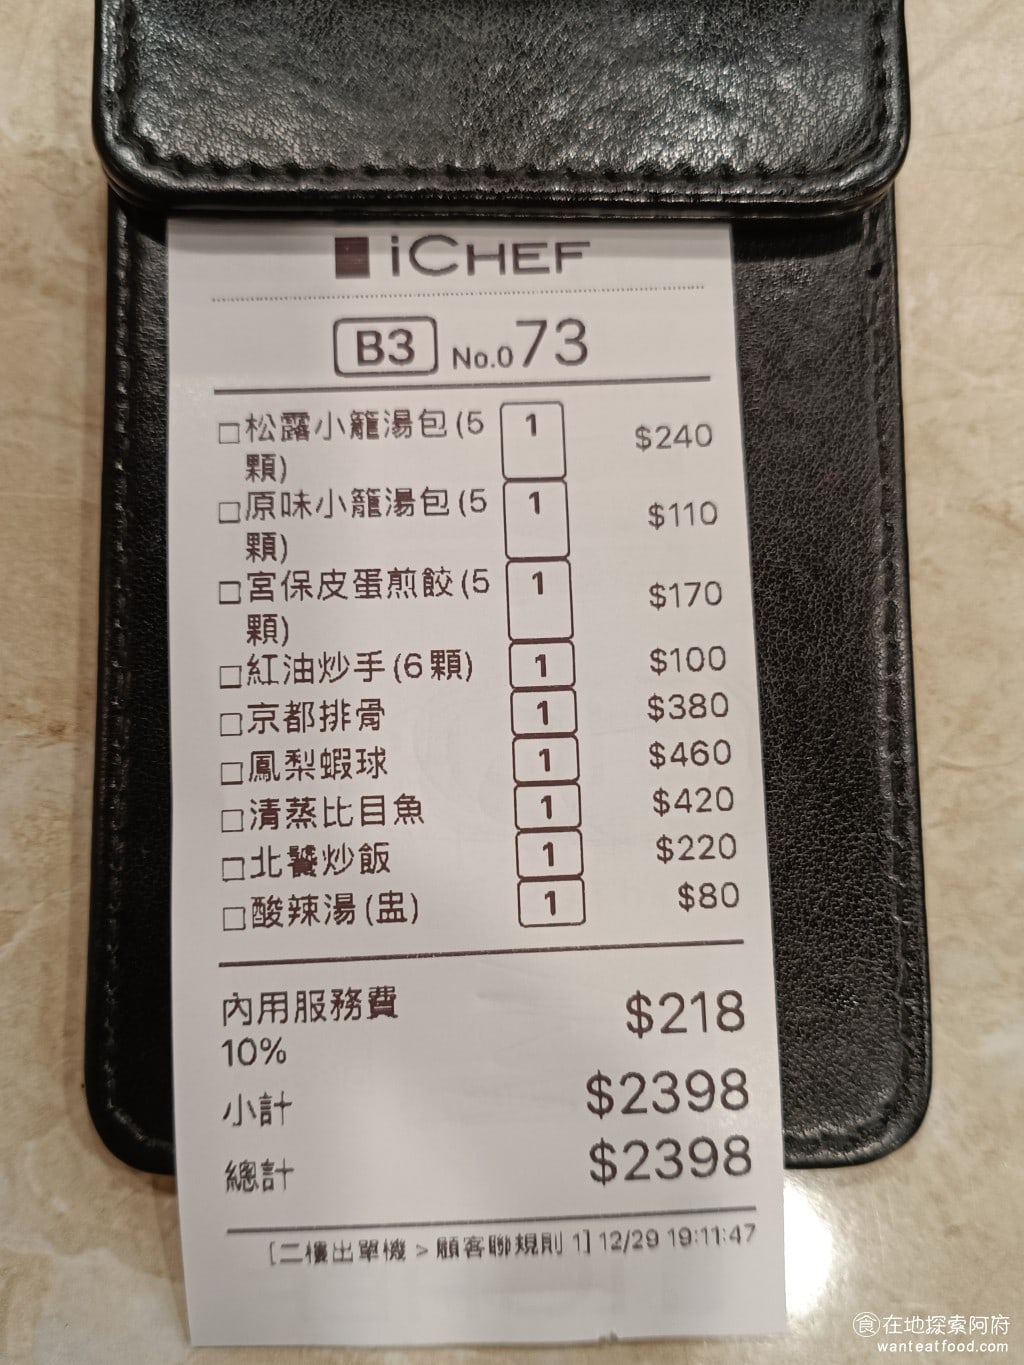 iCHEF
B3 No.073
□松露小籠湯包(5 1 $240
顆)
□原味小籠湯包(5 1 $110
顆)
□宮保皮蛋煎餃(5 1 $170
顆)
□紅油炒手(6顆) 1 $100
□京都排骨 1 $380
□鳳梨蝦球 1 $460
□清蒸比目魚 1 $420
□北饕炒飯 1 $220
□酸辣湯(盅) 1 $80
內用服務費 $218
10%
小計 $2398
總計 $2398
[二樓出單機 > 顧客聯規則 1] 12/29 19:11:47
食在地探索阿府
wanteatfood.com